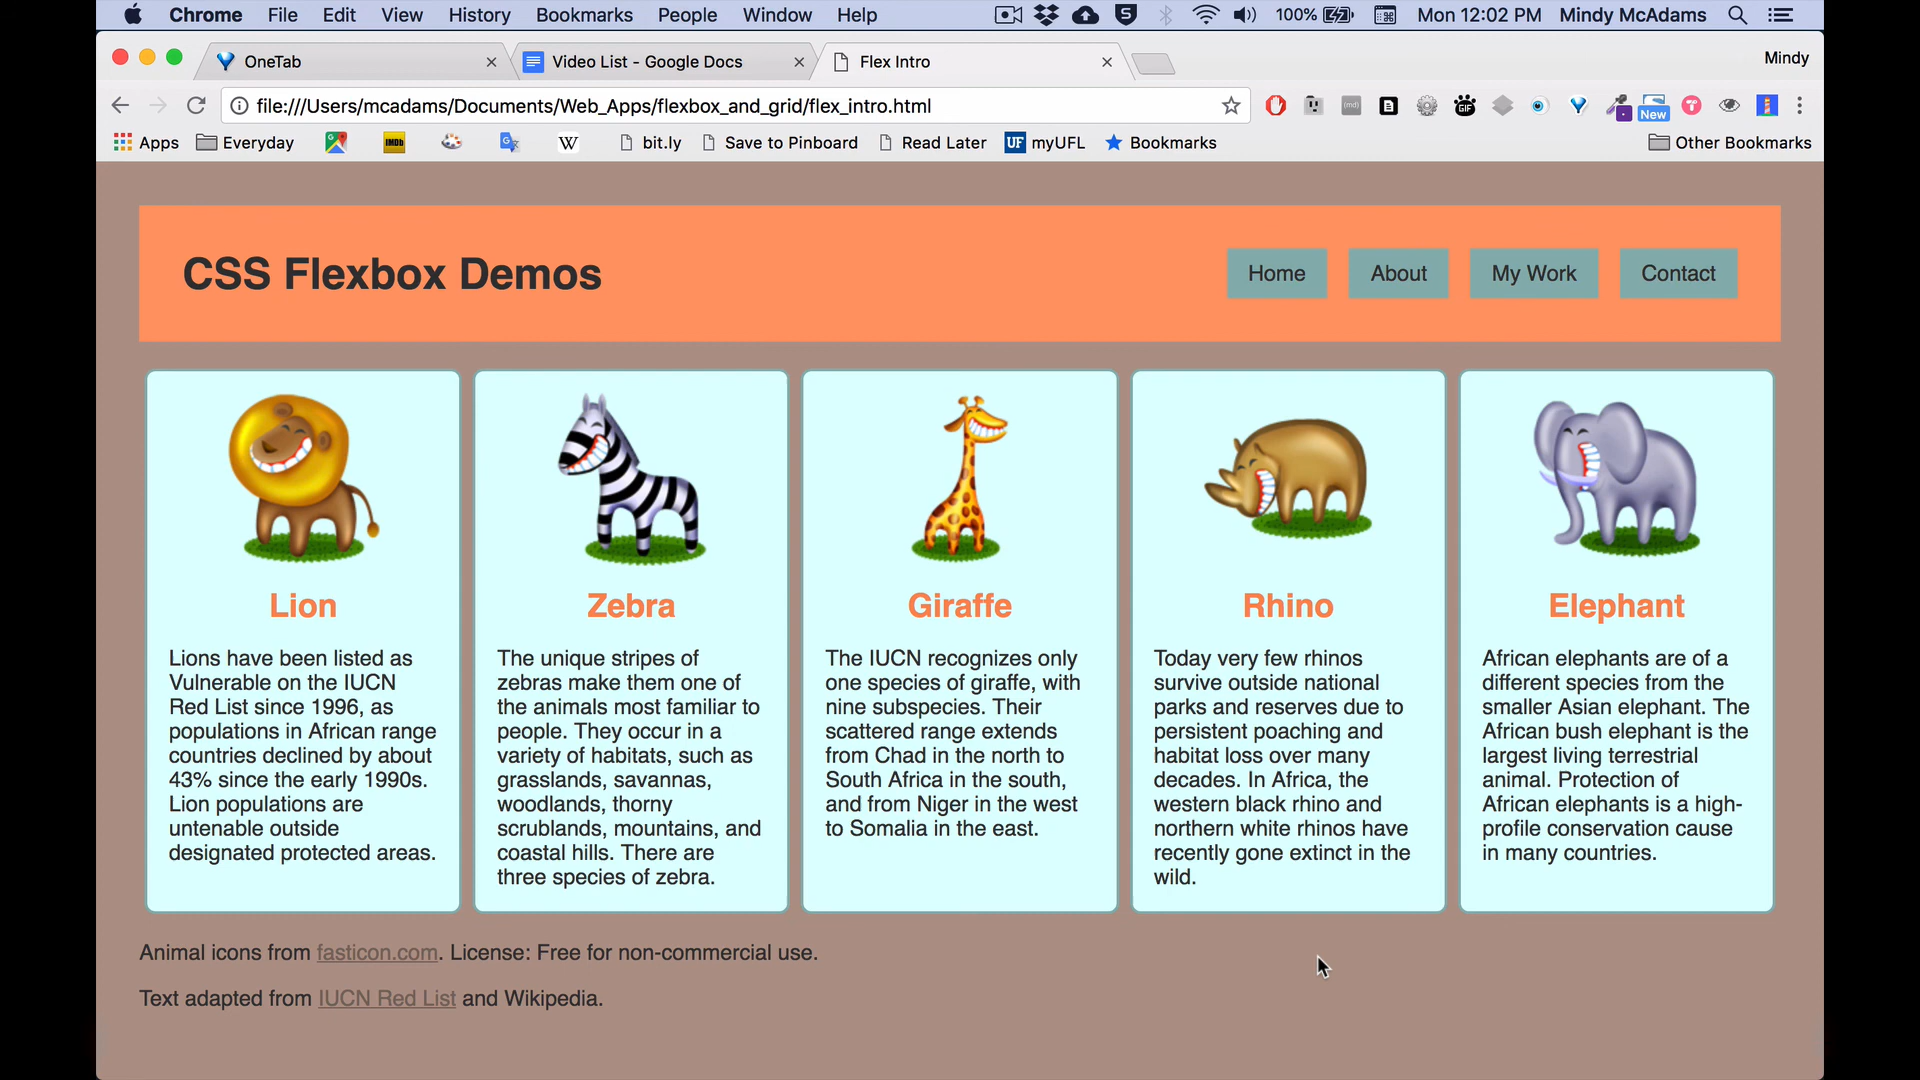 Chrome File Edit View History Bookmarks People Window Help 100% Mon 12:02 PM Mindy McAdams
OneTab Video List - Google Docs Flex Intro Mindy
file:///Users/mcadams/Documents/Web_Apps/flexbox_and_grid/flex_intro.html New
Apps Everyday IMDb W bit.ly Save to Pinboard Read Later UF myUFL Bookmarks Other Bookmarks
CSS Flexbox Demos
Home About My Work Contact
Lion
Lions have been listed as
Vulnerable on the IUCN
Red List since 1996, as
populations in African range
countries declined by about
43% since the early 1990s.
Lion populations are
untenable outside
designated protected areas.
Zebra
The unique stripes of
zebras make them one of
the animals most familiar to
people. They occur in a
variety of habitats, such as
grasslands, savannas,
woodlands, thorny
scrublands, mountains, and
coastal hills. There are
three species of zebra.
Giraffe
The IUCN recognizes only
one species of giraffe, with
nine subspecies. Their
scattered range extends
from Chad in the north to
South Africa in the south,
and from Niger in the west
to Somalia in the east.
Rhino
Today very few rhinos
survive outside national
parks and reserves due to
persistent poaching and
habitat loss over many
decades. In Africa, the
western black rhino and
northern white rhinos have
recently gone extinct in the
wild.
Elephant
African elephants are of a
different species from the
smaller Asian elephant. The
African bush elephant is the
largest living terrestrial
animal. Protection of
African elephants is a high-
profile conservation cause
in many countries.
Animal icons from fasticon.com. License: Free for non-commercial use.
Text adapted from IUCN Red List and Wikipedia.